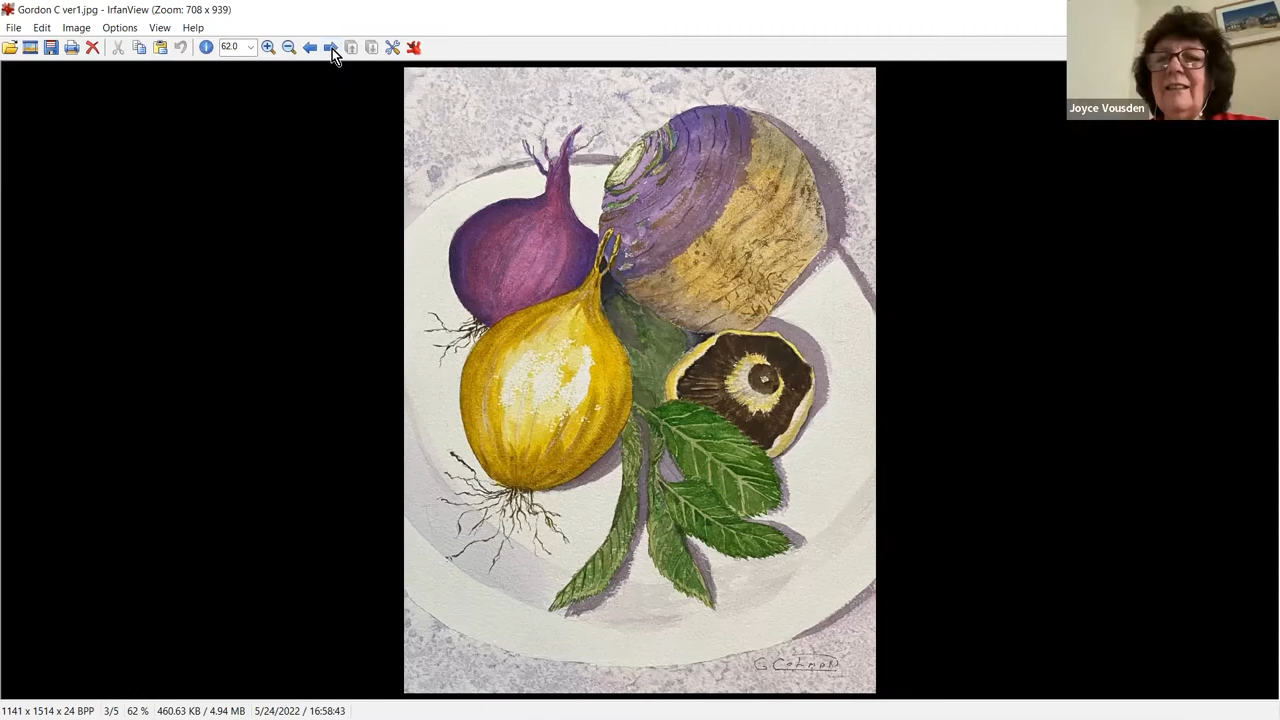 Gordon C ver1.jpg - IrfanView (Zoom: 708 x 939)
File Edit Image Options View Help
62.0
Joyce Vousden
G Colman
1141 x 1514 x 24 BPP 3/5 62 % 460.63 KB / 4.94 MB 5/24/2022 / 16:58:43